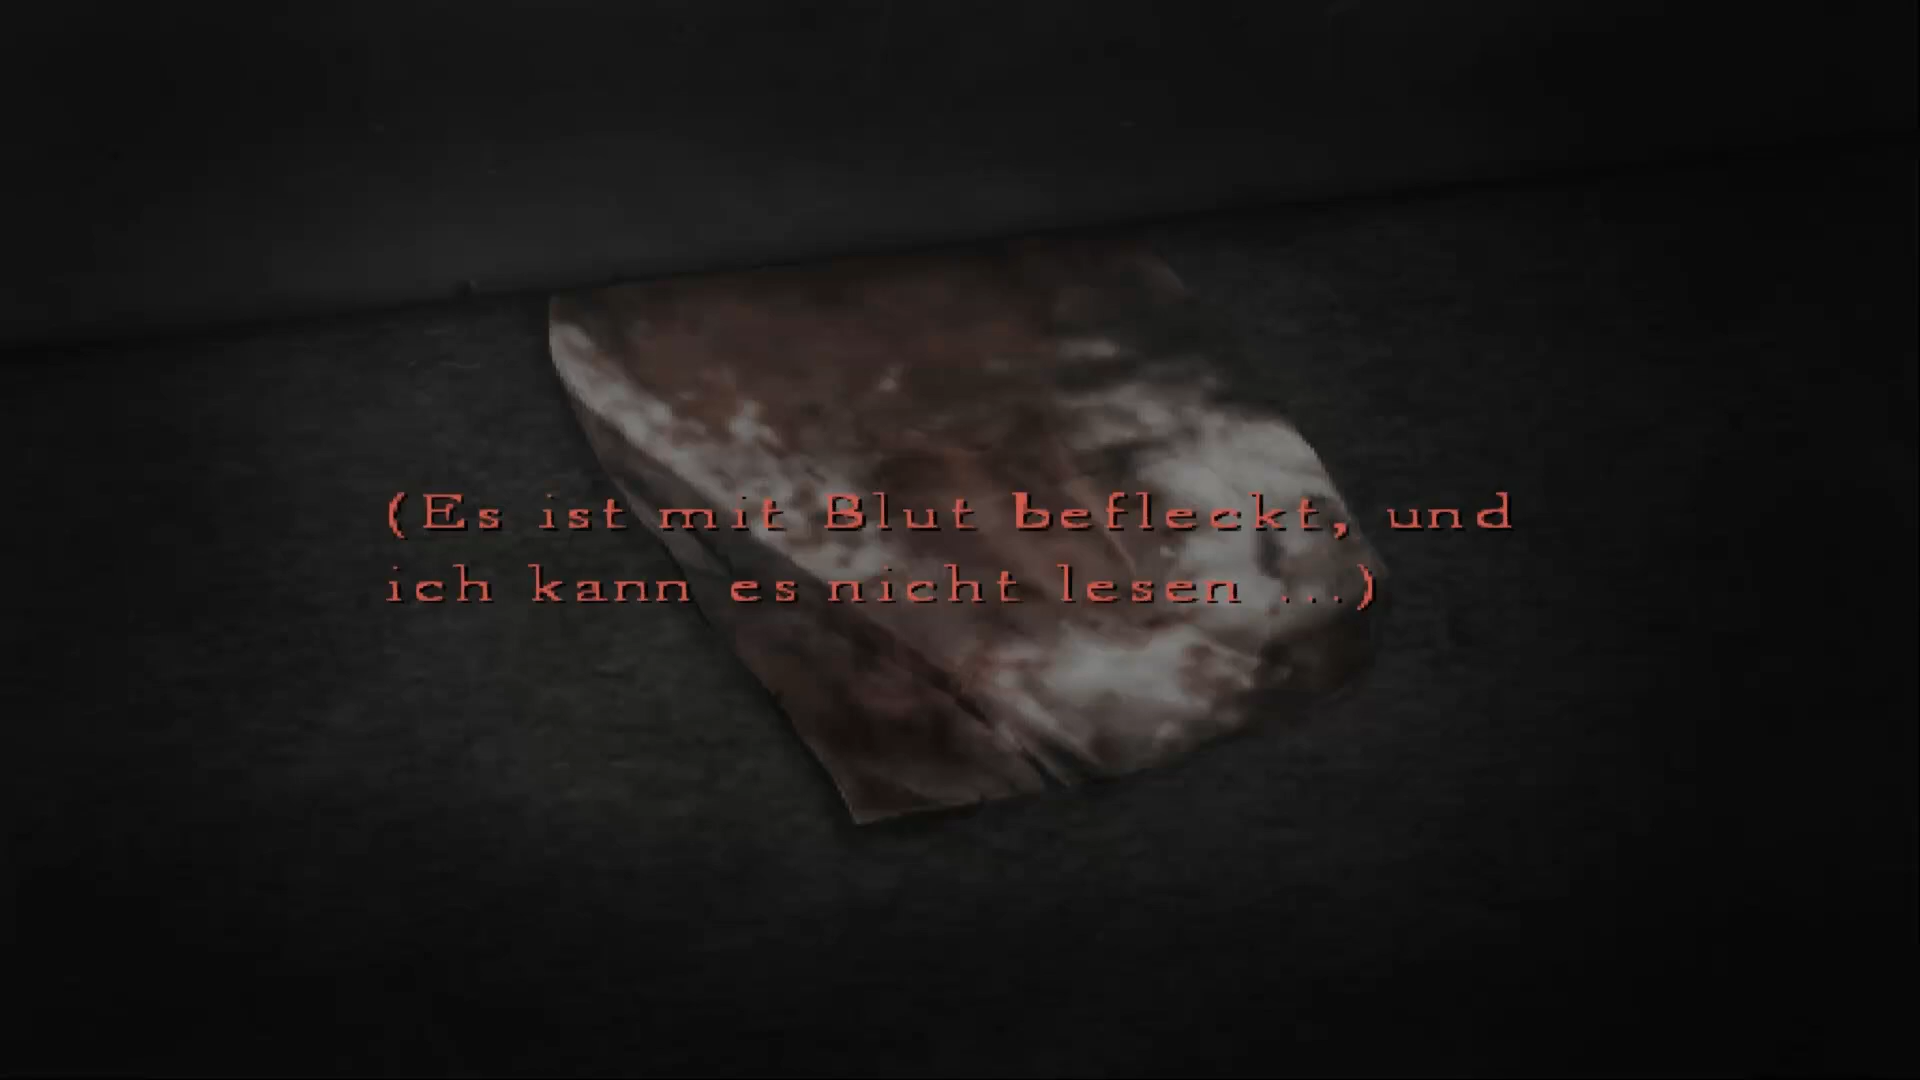 (Es ist mit Blut befleckt, und
ich kann es nicht lesen ...)